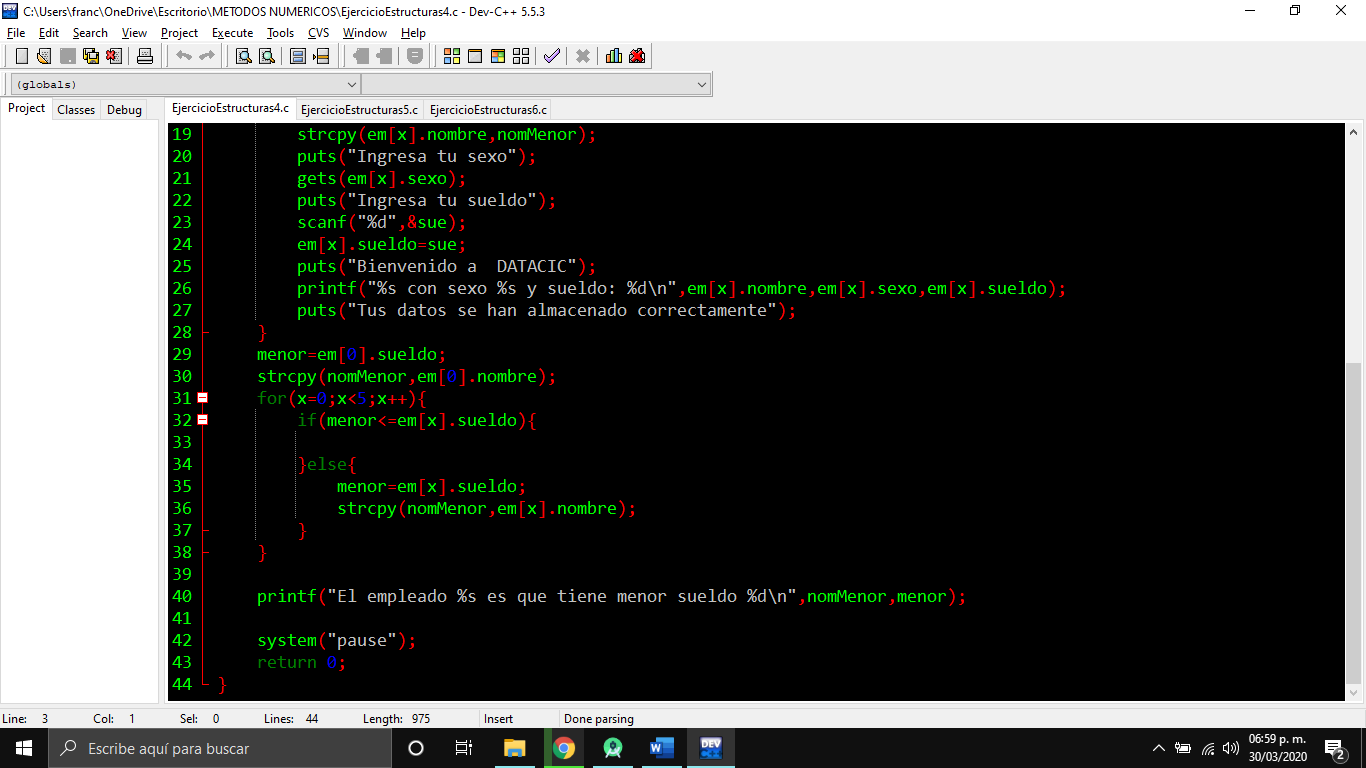 C:\Users\franc\OneDrive\Escritorio\METODOS NUMERICOS\EjercicioEstructuras4.c - Dev-C++ 5.5.3
File Edit Search View Project Execute Tools CVS Window Help
(globals)
Project Classes Debug
EjercicioEstructuras4.c EjercicioEstructuras5.c EjercicioEstructuras6.c
19 strcpy(em[x].nombre,nomMenor);
20 puts("Ingresa tu sexo");
21 gets(em[x].sexo);
22 puts("Ingresa tu sueldo");
23 scanf("%d",&sue);
24 em[x].sueldo=sue;
25 puts("Bienvenido a  DATACIC");
26 printf("%s con sexo %s y sueldo: %d\n",em[x].nombre,em[x].sexo,em[x].sueldo);
27 puts("Tus datos se han almacenado correctamente");
28 }
29 menor=em[0].sueldo;
30 strcpy(nomMenor,em[0].nombre);
31 for(x=0;x<5;x++){
32 if(menor<=em[x].sueldo){
33
34 }else{
35 menor=em[x].sueldo;
36 strcpy(nomMenor,em[x].nombre);
37 }
38 }
39
40 printf("El empleado %s es que tiene menor sueldo %d\n",nomMenor,menor);
41
42 system("pause");
43 return 0;
44 }
Line: 3 Col: 1 Sel: 0 Lines: 44 Length: 975 Insert Done parsing
Escribe aquí para buscar
DEV
06:59 p. m.
30/03/2020
2